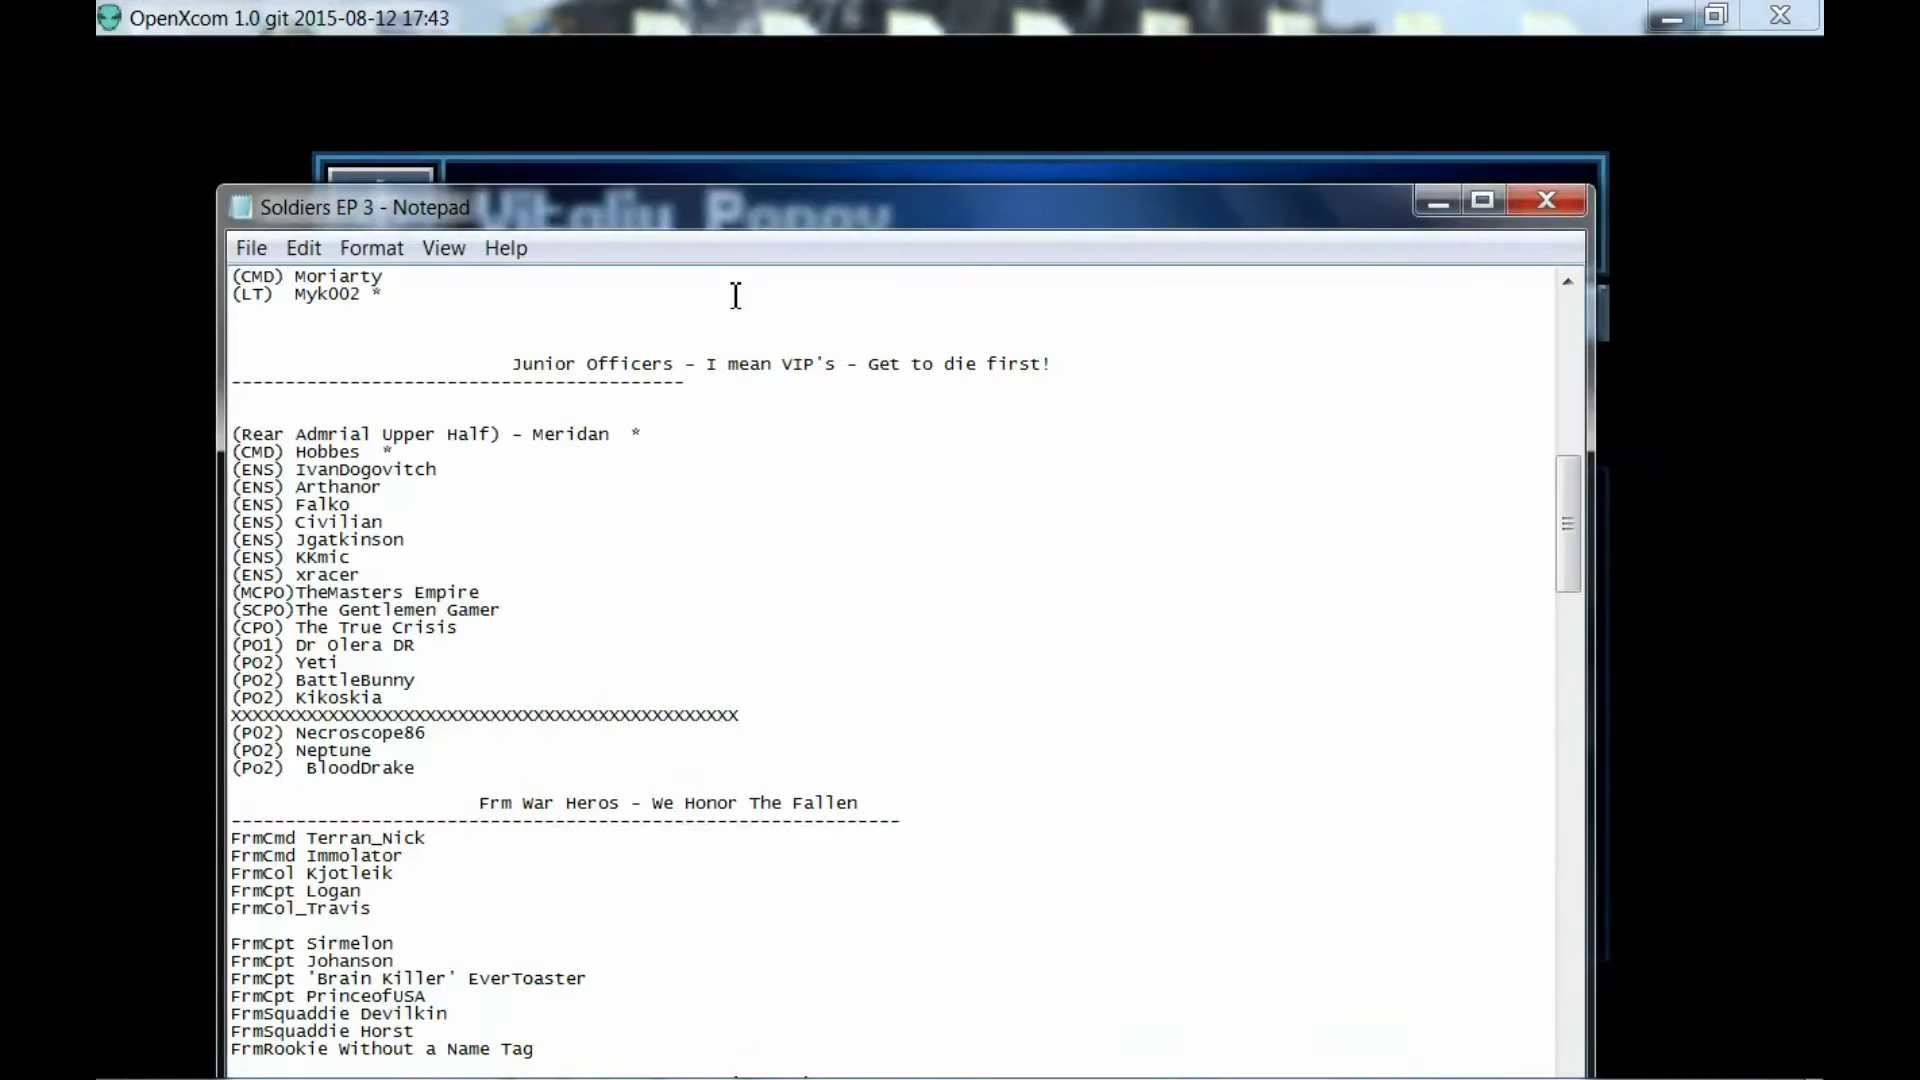 OpenXcom 1.0 git 2015-08-12 17:43
Vitaliy Popov
Soldiers EP 3 - Notepad
File Edit Format View Help
(CMD) Moriarty
(LT) Myk002 *
Junior Officers - I mean VIP's - Get to die first!
------------------------------------------
(Rear Admrial Upper Half) - Meridan *
(CMD) Hobbes *
(ENS) IvanDogovitch
(ENS) Arthanor
(ENS) Falko
(ENS) Civilian
(ENS) Jgatkinson
(ENS) KKmic
(ENS) xracer
(MCPO)TheMasters Empire
(SCPO)The Gentlemen Gamer
(CPO) The True Crisis
(PO1) Dr Olera DR
(PO2) Yeti
(PO2) BattleBunny
(PO2) Kikoskia
XXXXXXXXXXXXXXXXXXXXXXXXXXXXXXXXXXXXXXXXXXXXXXX
(PO2) Necroscope86
(PO2) Neptune
(Po2) BloodDrake
Frm War Heros - We Honor The Fallen
--------------------------------------------------------------
FrmCmd Terran_Nick
FrmCmd Immolator
FrmCol Kjotleik
FrmCpt Logan
FrmCol_Travis
FrmCpt Sirmelon
FrmCpt Johanson
FrmCpt 'Brain Killer' EverToaster
FrmCpt PrinceofUSA
FrmSquaddie Devilkin
FrmSquaddie Horst
FrmRookie Without a Name Tag